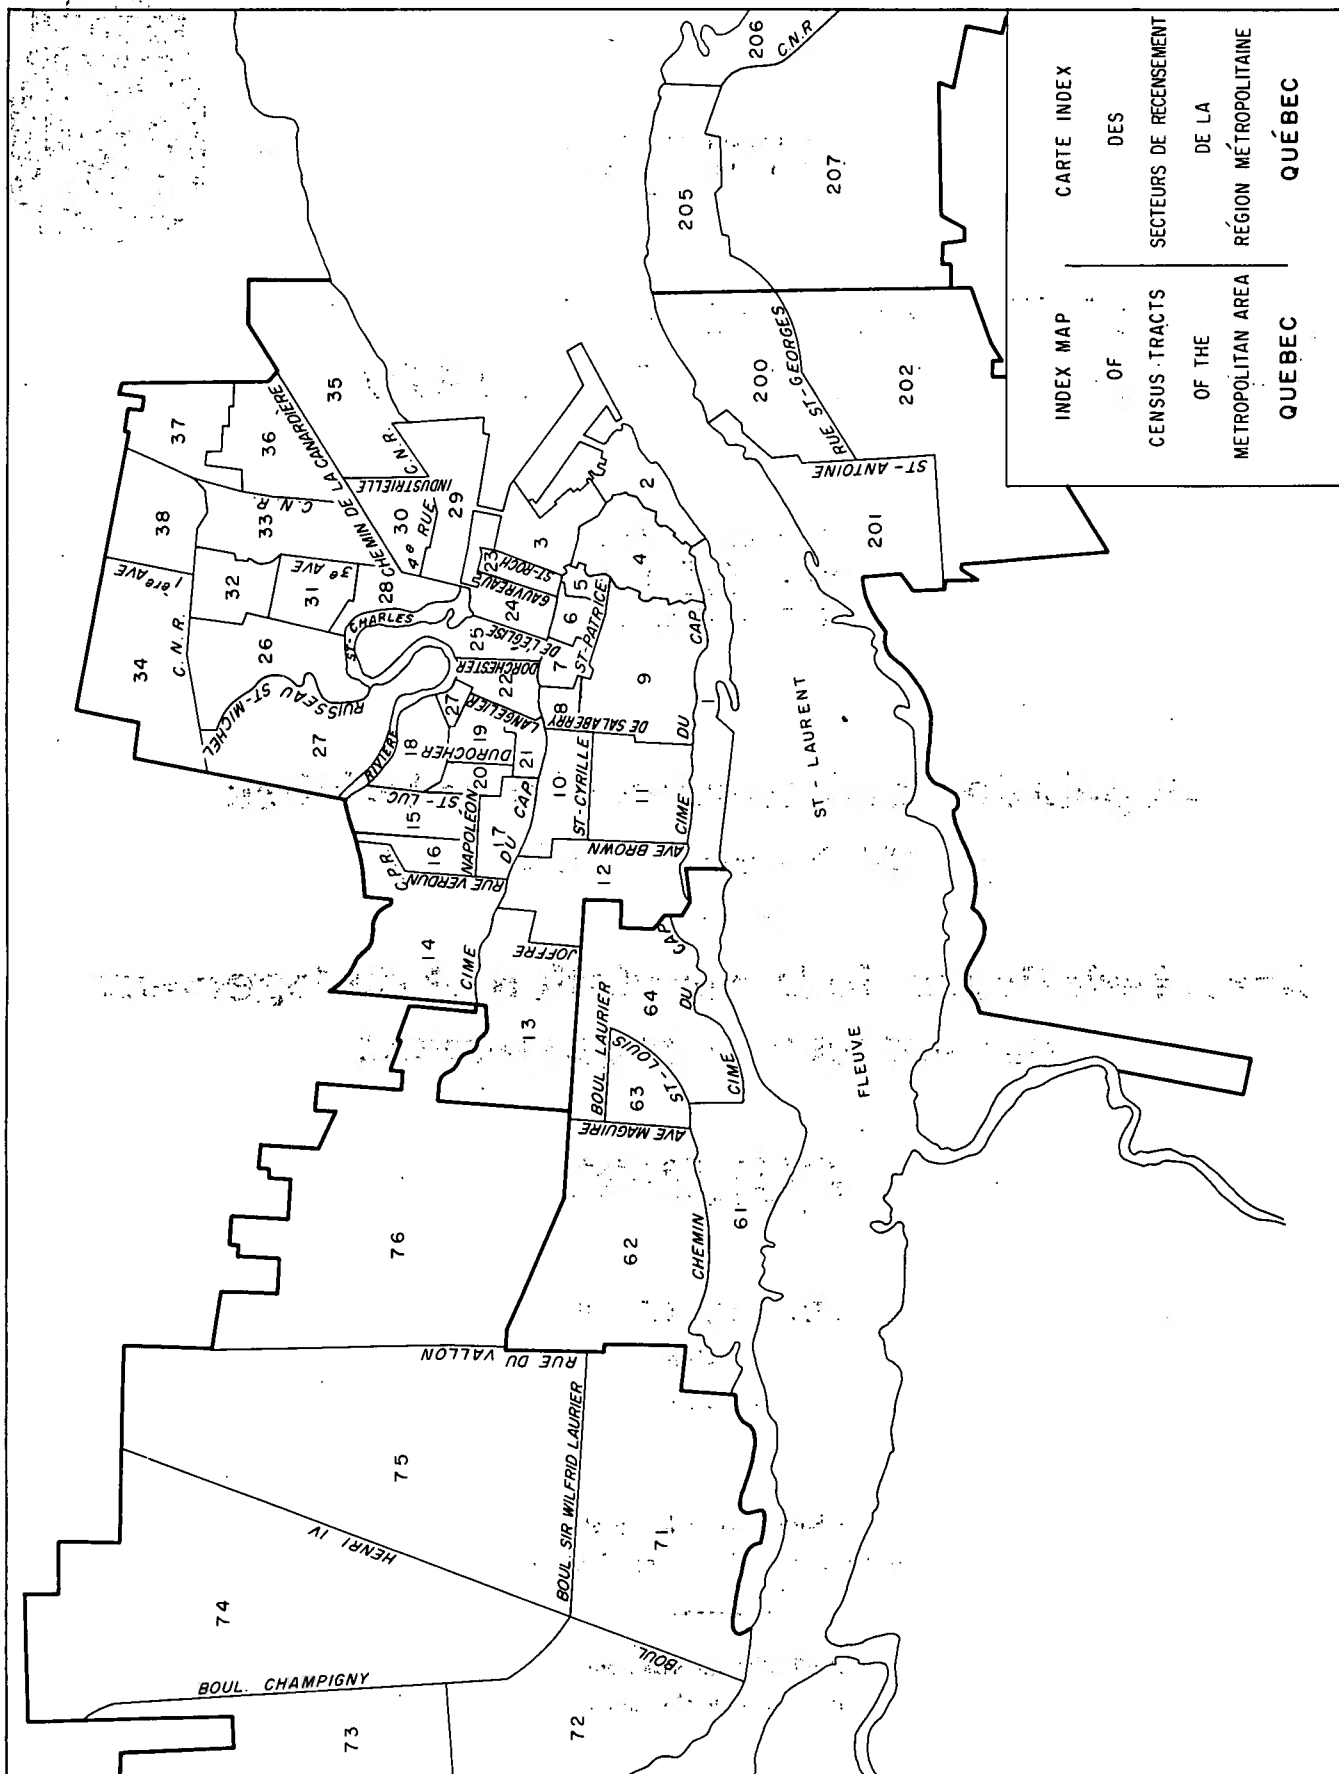 INDEX MAP
OF
CENSUS TRACTS
OF THE
METROPOLITAN AREA
QUEBEC
CARTE INDEX
DES
SECTEURS DE RECENSEMENT
DE LA
RÉGION MÉTROPOLITAINE
QUÉBEC
73
74
72
BOUL. CHAMPIGNY
BOUL.
HENRI IV
75
BOUL. SIR WILFRID LAURIER
71
RUE DU VALLON
76
62
61
CHEMIN
AVE MAGUIRE
63
ST-LOUIS
BOUL. LAURIER
64
CIME
DU
CAP
13
JOFFRE
14
CIME
DU
CAP
12
AVE BROWN
RUE VERDUN
C.P.R.
16
15
17
NAPOLÉON
ST-LUC
20
21
10
11
ST-CYRILLE
CIME
DU
CAP
18
19
DUROCHER
27
LANGELIER
22
8
DE SALABERRY
9
1
RIVIÈRE
ST-CHARLES
27
RUISSEAU ST-MICHEL
26
34
C.N.R.
38
1ère AVE
32
31
3e AVE
28
33
C.N.R.
CHEMIN DE LA CANARDIÈRE
37
36
35
C.N.R.
INDUSTRIELLE
30
4e RUE
29
DORCHESTER
25
DE L'ÉGLISE
24
GAUVREAU
23
ST-ROCH
7
6
5
ST-PATRICE
3
4
2
FLEUVE
ST-LAURENT
201
ST-ANTOINE
200
RUE ST-GEORGES
202
205
206
C.N.R
207